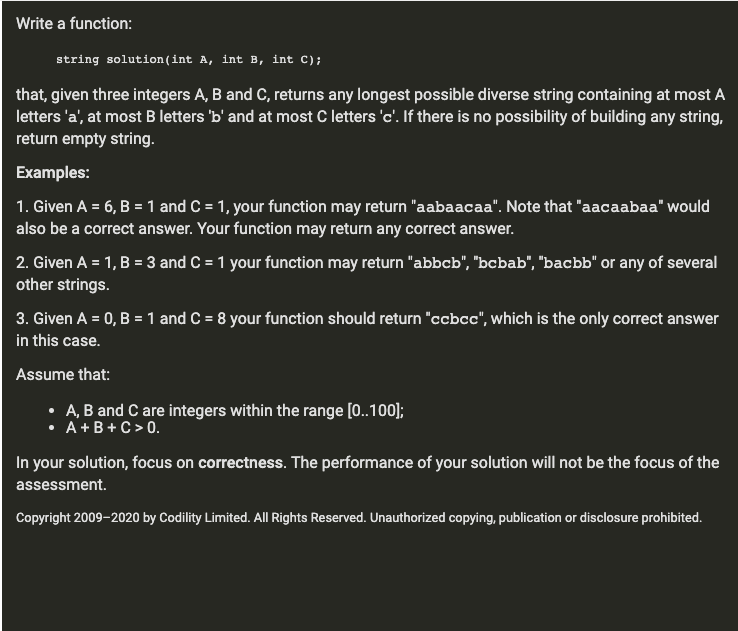 Write a function:
string solution(int A, int B, int C);
that, given three integers A, B and C, returns any longest possible diverse string containing at most A
letters 'a', at most B letters 'b' and at most C letters 'c'. If there is no possibility of building any string,
return empty string.
Examples:
1. Given A = 6, B = 1 and C = 1, your function may return "aabaacaa". Note that "aacaabaa" would
also be a correct answer. Your function may return any correct answer.
2. Given A = 1, B = 3 and C = 1 your function may return "abbcb", "bcbab", "bacbb" or any of several
other strings.
3. Given A = 0, B = 1 and C = 8 your function should return "ccbcc", which is the only correct answer
in this case.
Assume that:
• A, B and C are integers within the range [0..100];
• A + B + C > 0.
In your solution, focus on correctness. The performance of your solution will not be the focus of the
assessment.
Copyright 2009–2020 by Codility Limited. All Rights Reserved. Unauthorized copying, publication or disclosure prohibited.